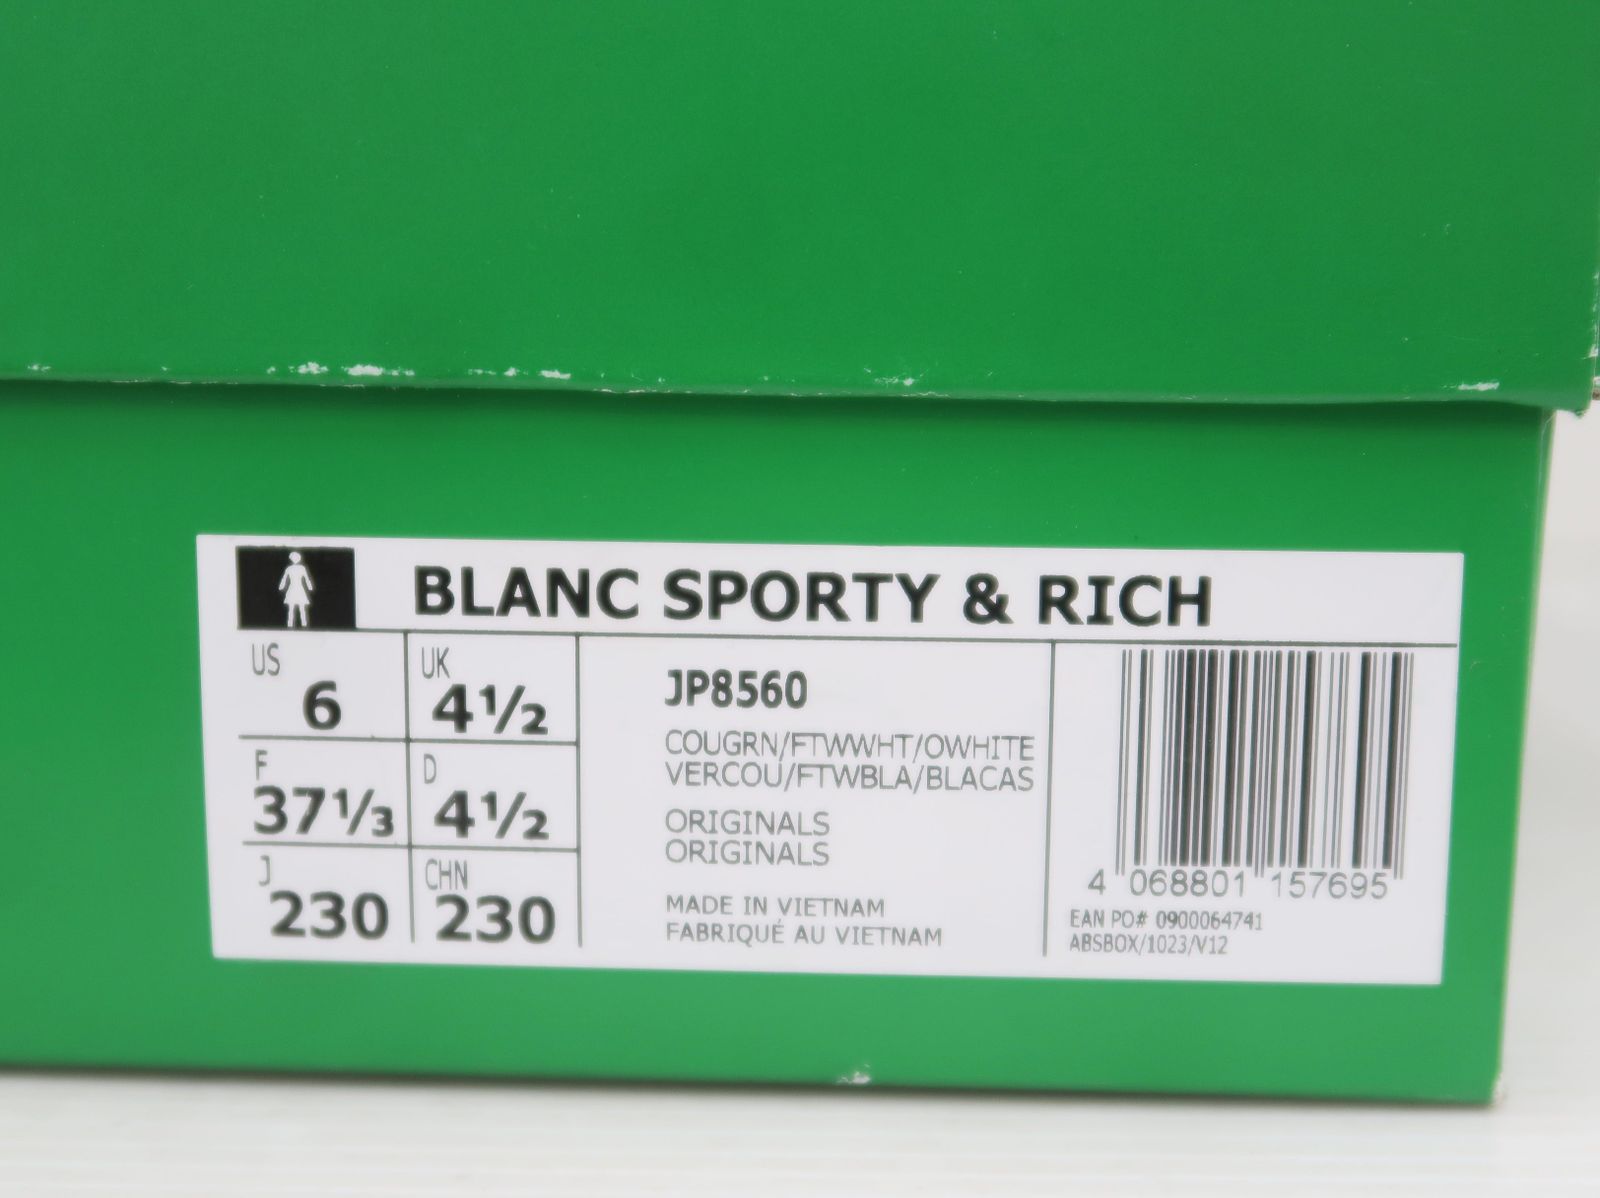 BLANC SPORTY & RICH
US 6 UK 4½
F 37⅓ D 4½
J 230 CHN 230
JP8560
COUGRN/FTWWHT/OWHITE
VERCOU/FTWBLA/BLACAS
ORIGINALS
ORIGINALS
MADE IN VIETNAM
FABRIQUÉ AU VIETNAM
4 068801 157695
EAN PO# 0900064741
ABSBOX/1023/V12